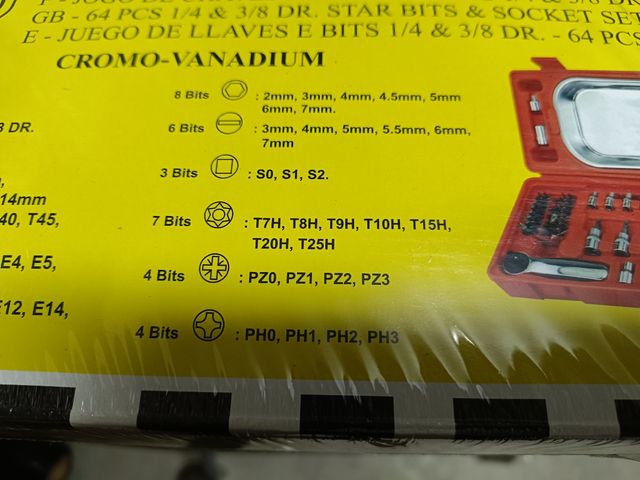 GB - 64 PCS 1/4 & 3/8 DR. STAR BITS & SOCKET SET
E - JUEGO DE LLAVES E BITS 1/4 & 3/8 DR. - 64 PCS
CROMO-VANADIUM
8 Bits : 2mm, 3mm, 4mm, 4.5mm, 5mm
6mm, 7mm.
6 Bits : 3mm, 4mm, 5mm, 5.5mm, 6mm,
7mm
3 Bits : S0, S1, S2.
7 Bits : T7H, T8H, T9H, T10H, T15H,
T20H, T25H
4 Bits : PZ0, PZ1, PZ2, PZ3
4 Bits : PH0, PH1, PH2, PH3
DR.
14mm
40, T45,
E4, E5,
E12, E14,